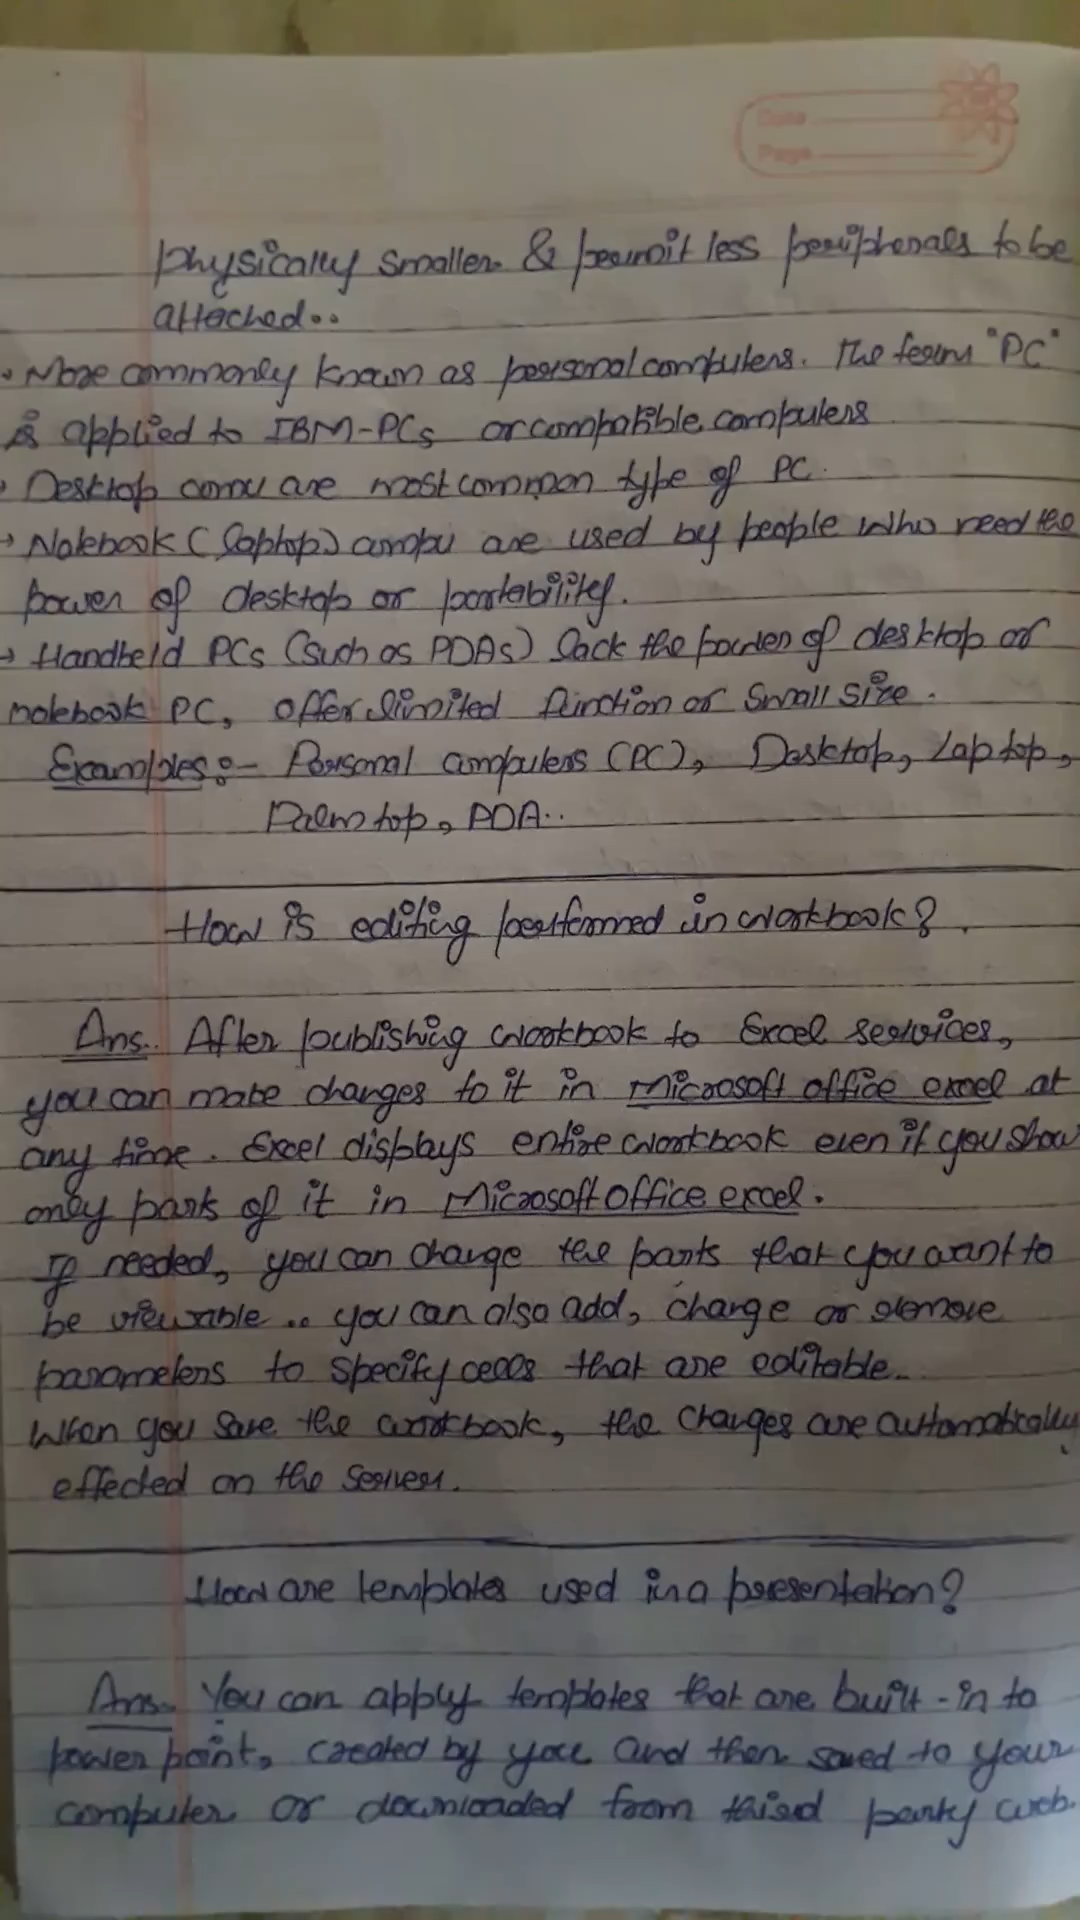 Date
Page
Physically smaller & permit less peripherals to be
attached..
More commonly known as personal computers. The term "PC"
is applied to IBM-PCs or compatible computers
Desktop comu are most common type of PC.
→ Notebook (laptop) compu are used by people who need the
power of desktop or portability.
→ Handheld PCs (such as PDAs) lack the power of desktop or
notebook PC, offer limited function or small size.
Examples:- Personal computers (PC), Desktop, Laptop,
Palmtop, PDA..
How is editing performed in workbook?
Ans. After publishing workbook to Excel services,
you can make changes to it in Microsoft office excel at
any time. Excel displays entire workbook even if you show
only parts of it in Microsoft office excel.
If needed, you can change the parts that you want to
be viewable.. you can also add, change or remove
parameters to specify cells that are editable..
When you save the workbook, the changes are automatically
effected on the server.
How are templates used in a presentation?
Ans. You can apply templates that are built-in to
power point, created by you and then saved to your
computer or downloaded from third party web.